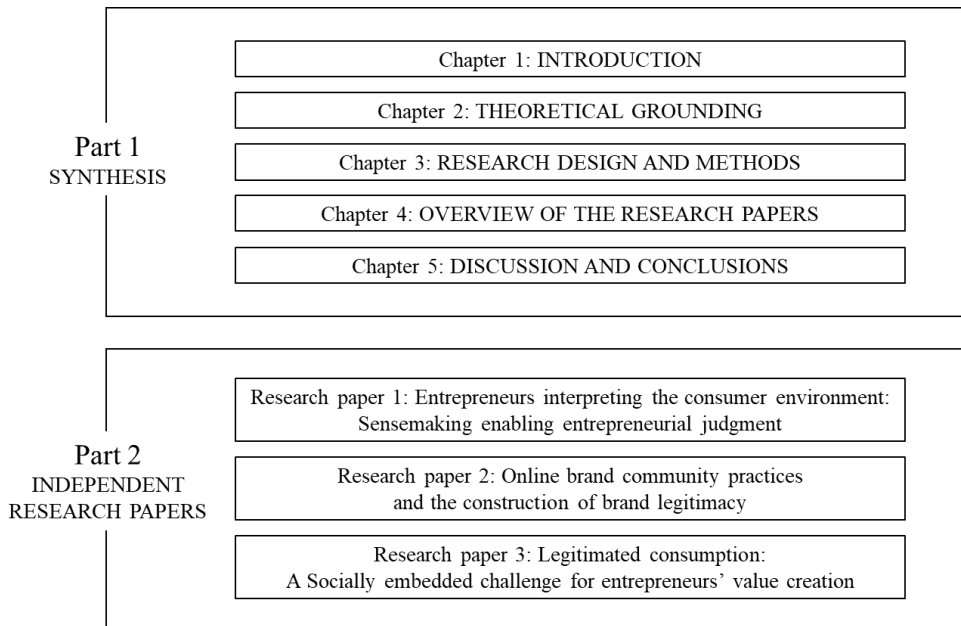 Part 1
SYNTHESIS
Chapter 1: INTRODUCTION
Chapter 2: THEORETICAL GROUNDING
Chapter 3: RESEARCH DESIGN AND METHODS
Chapter 4: OVERVIEW OF THE RESEARCH PAPERS
Chapter 5: DISCUSSION AND CONCLUSIONS
Part 2
INDEPENDENT
RESEARCH PAPERS
Research paper 1: Entrepreneurs interpreting the consumer environment:
Sensemaking enabling entrepreneurial judgment
Research paper 2: Online brand community practices
and the construction of brand legitimacy
Research paper 3: Legitimated consumption:
A Socially embedded challenge for entrepreneurs’ value creation